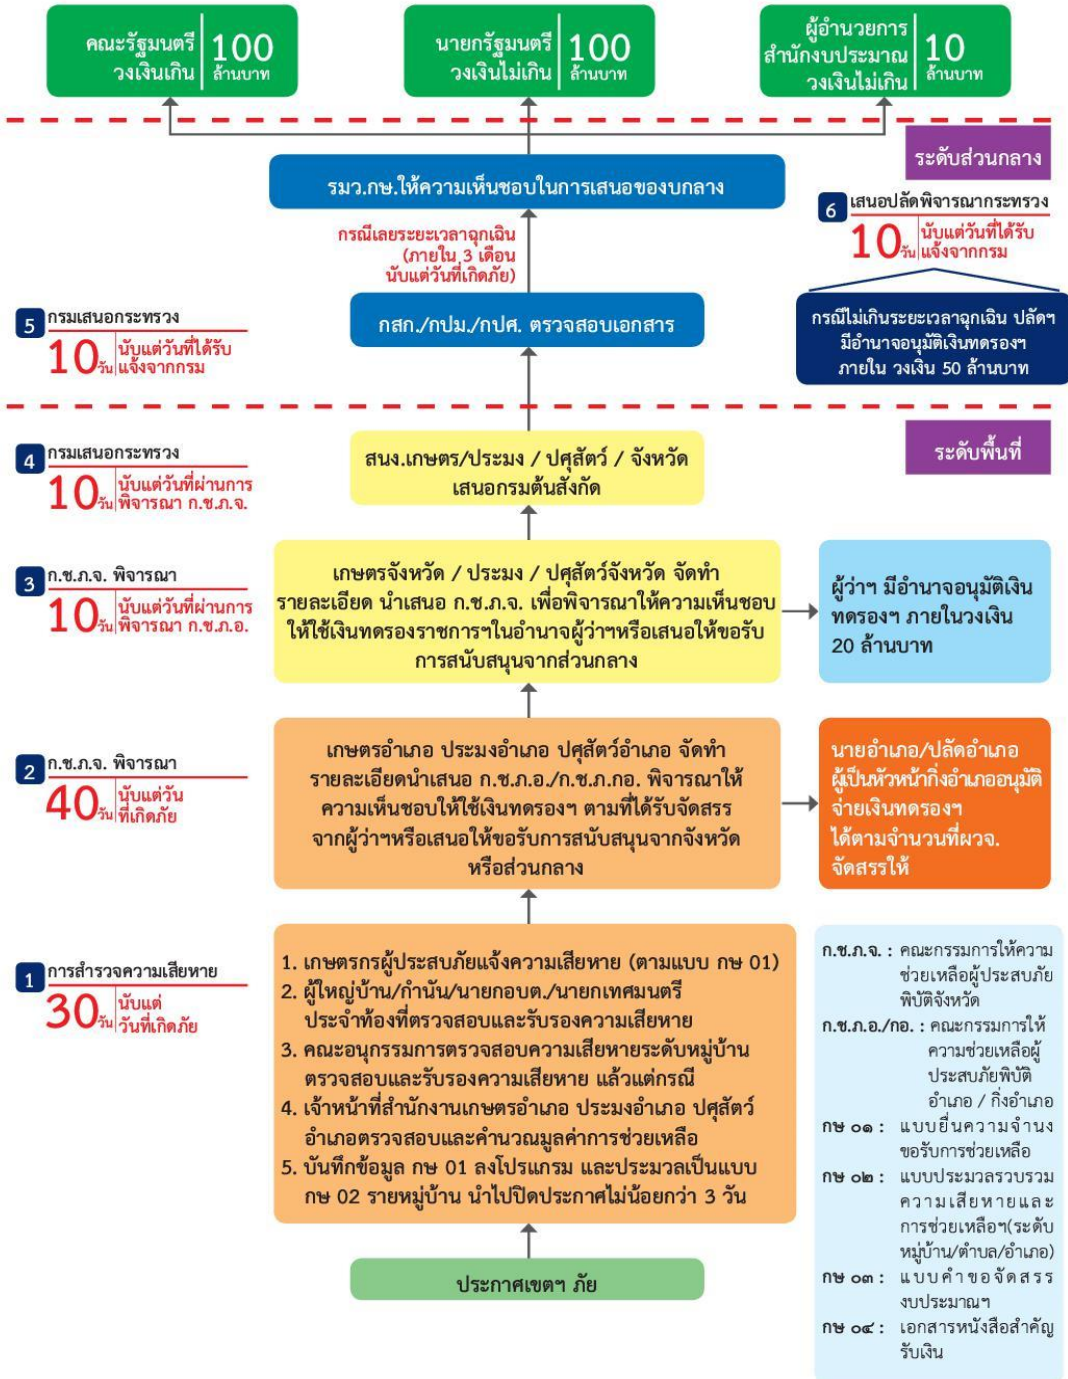 คณะรัฐมนตรี
วงเงินเกิน
100
ล้านบาท
นายกรัฐมนตรี
วงเงินไม่เกิน
100
ล้านบาท
ผู้อำนวยการ
สำนักงบประมาณ
วงเงินไม่เกิน
10
ล้านบาท
ระดับส่วนกลาง
รมว.กษ.ให้ความเห็นชอบในการเสนอของบกลาง
6 เสนอปลัดพิจารณากระทรวง
10 วัน
นับแต่วันที่ได้รับ
แจ้งจากกรม
กรณีเลยระยะเวลาฉุกเฉิน
(ภายใน 3 เดือน
นับแต่วันที่เกิดภัย)
กรณีไม่เกินระยะเวลาฉุกเฉิน ปลัดฯ
มีอำนาจอนุมัติเงินทดรองฯ
ภายใน วงเงิน 50 ล้านบาท
5 กรมเสนอกระทรวง
10 วัน
นับแต่วันที่ได้รับ
แจ้งจากกรม
กสก./กปม./กปศ. ตรวจสอบเอกสาร
ระดับพื้นที่
4 กรมเสนอกระทรวง
10 วัน
นับแต่วันที่ผ่านการ
พิจารณา ก.ช.ภ.จ.
สนง.เกษตร/ประมง / ปศุสัตว์ / จังหวัด
เสนอกรมต้นสังกัด
3 ก.ช.ภ.จ. พิจารณา
10 วัน
นับแต่วันที่ผ่านการ
พิจารณา ก.ช.ภ.อ.
เกษตรจังหวัด / ประมง / ปศุสัตว์จังหวัด จัดทำ
รายละเอียด นำเสนอ ก.ช.ภ.จ. เพื่อพิจารณาให้ความเห็นชอบ
ให้ใช้เงินทดรองราชการฯในอำนาจผู้ว่าฯหรือเสนอให้ขอรับ
การสนับสนุนจากส่วนกลาง
ผู้ว่าฯ มีอำนาจอนุมัติเงิน
ทดรองฯ ภายในวงเงิน
20 ล้านบาท
2 ก.ช.ภ.จ. พิจารณา
40 วัน
นับแต่วัน
ที่เกิดภัย
เกษตรอำเภอ ประมงอำเภอ ปศุสัตว์อำเภอ จัดทำ
รายละเอียดนำเสนอ ก.ช.ภ.อ./ก.ช.ภ.กอ. พิจารณาให้
ความเห็นชอบให้ใช้เงินทดรองฯ ตามที่ได้รับจัดสรร
จากผู้ว่าฯหรือเสนอให้ขอรับการสนับสนุนจากจังหวัด
หรือส่วนกลาง
นายอำเภอ/ปลัดอำเภอ
ผู้เป็นหัวหน้ากิ่งอำเภออนุมัติ
จ่ายเงินทดรองฯ
ได้ตามจำนวนที่ผวจ.
จัดสรรให้
1 การสำรวจความเสียหาย
30 วัน
นับแต่
วันที่เกิดภัย
1. เกษตรกรผู้ประสบภัยแจ้งความเสียหาย (ตามแบบ กษ 01)
2. ผู้ใหญ่บ้าน/กำนัน/นายกอบต./นายกเทศมนตรี
ประจำท้องที่ตรวจสอบและรับรองความเสียหาย
3. คณะอนุกรรมการตรวจสอบความเสียหายระดับหมู่บ้าน
ตรวจสอบและรับรองความเสียหาย แล้วแต่กรณี
4. เจ้าหน้าที่สำนักงานเกษตรอำเภอ ประมงอำเภอ ปศุสัตว์
อำเภอตรวจสอบและคำนวณมูลค่าการช่วยเหลือ
5. บันทึกข้อมูล กษ 01 ลงโปรแกรม และประมวลเป็นแบบ
กษ 02 รายหมู่บ้าน นำไปปิดประกาศไม่น้อยกว่า 3 วัน
ประกาศเขตฯ ภัย
ก.ช.ภ.จ. : คณะกรรมการให้ความ
ช่วยเหลือผู้ประสบภัย
พิบัติจังหวัด
ก.ช.ภ.อ./กอ. : คณะกรรมการให้
ความช่วยเหลือผู้
ประสบภัยพิบัติ
อำเภอ / กิ่งอำเภอ
กษ ๐๑ : แบบยื่นความจำนง
ขอรับการช่วยเหลือ
กษ ๐๒ : แบบประมวลรวบรวม
ความเสียหายและ
การช่วยเหลือฯ(ระดับ
หมู่บ้าน/ตำบล/อำเภอ)
กษ ๐๓ : แบบคำขอจัดสรร
งบประมาณฯ
กษ ๐๔ : เอกสารหนังสือสำคัญ
รับเงิน